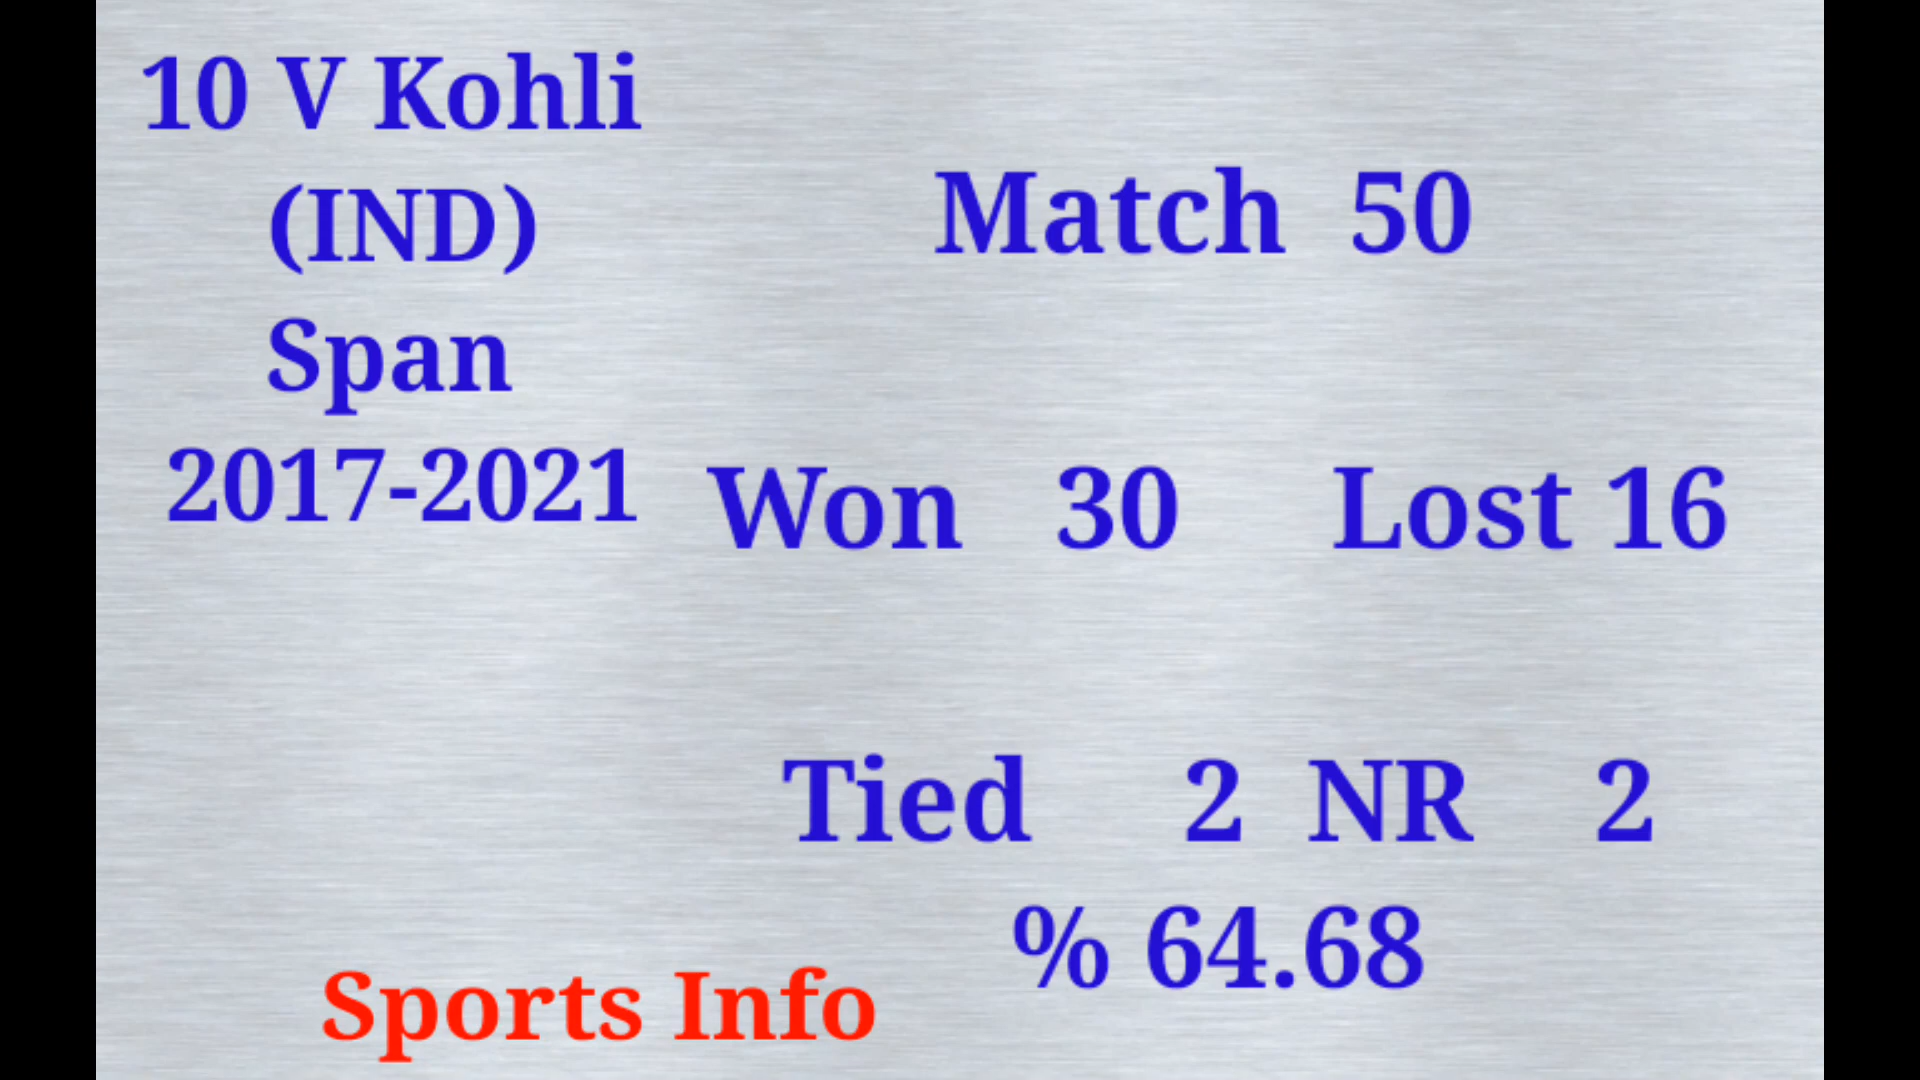 10 V Kohli
(IND)
Span
2017-2021
Match 50
Won 30 Lost 16
Tied 2 NR 2
% 64.68
Sports Info